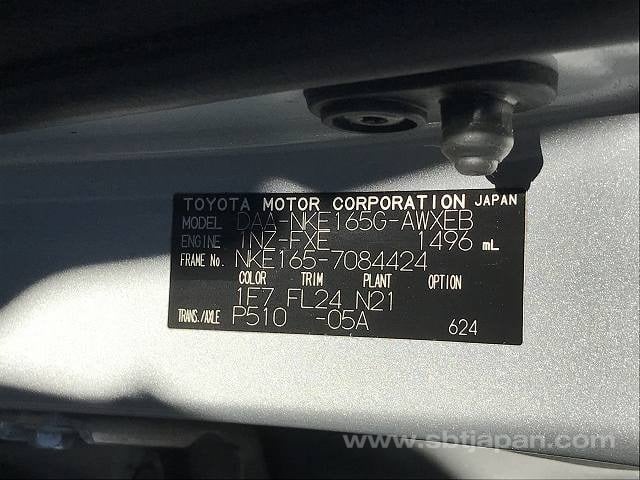 TOYOTA MOTOR CORPORATION JAPAN
MODEL DAA-NKE165G-AWXEB
ENGINE 1NZ-FXE 1496 mL
FRAME No. NKE165-7084424
COLOR TRIM PLANT OPTION
1F7 FL24 N21
TRANS./AXLE P510 -05A
624
www.sbtjapan.com